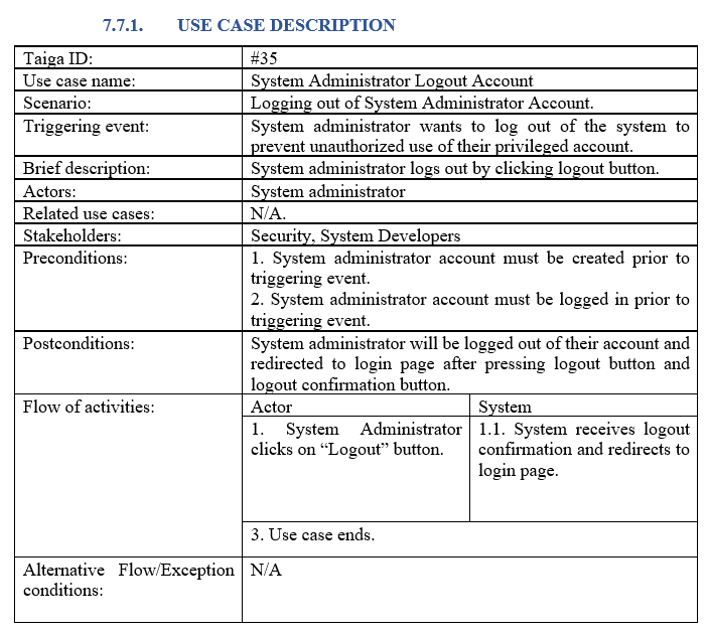 7.7.1. USE CASE DESCRIPTION
Taiga ID: #35
Use case name: System Administrator Logout Account
Scenario: Logging out of System Administrator Account.
Triggering event: System administrator wants to log out of the system to
prevent unauthorized use of their privileged account.
Brief description: System administrator logs out by clicking logout button.
Actors: System administrator
Related use cases: N/A.
Stakeholders: Security, System Developers
Preconditions: 1. System administrator account must be created prior to
triggering event.
2. System administrator account must be logged in prior to
triggering event.
Postconditions: System administrator will be logged out of their account and
redirected to login page after pressing logout button and
logout confirmation button.
Flow of activities: Actor System
1. System Administrator 1.1. System receives logout
clicks on “Logout” button. confirmation and redirects to
login page.
3. Use case ends.
Alternative Flow/Exception N/A
conditions: